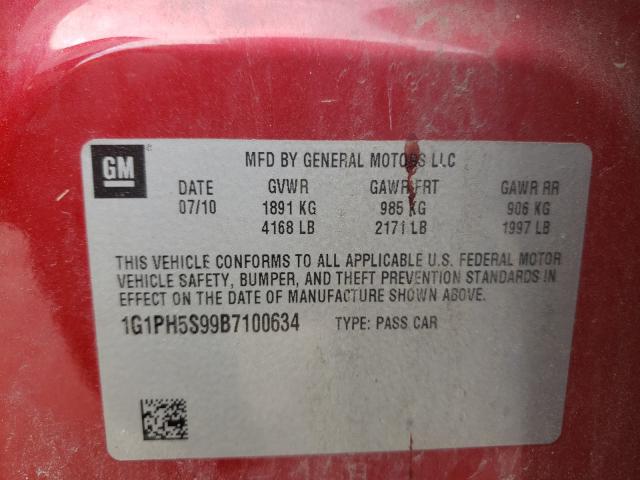 GM
MFD BY GENERAL MOTORS LLC
DATE GVWR GAWR FRT GAWR RR
07/10 1891 KG 985 KG 906 KG
4168 LB 2171 LB 1997 LB
THIS VEHICLE CONFORMS TO ALL APPLICABLE U.S. FEDERAL MOTOR
VEHICLE SAFETY, BUMPER, AND THEFT PREVENTION STANDARDS IN
EFFECT ON THE DATE OF MANUFACTURE SHOWN ABOVE.
1G1PH5S99B7100634 TYPE: PASS CAR